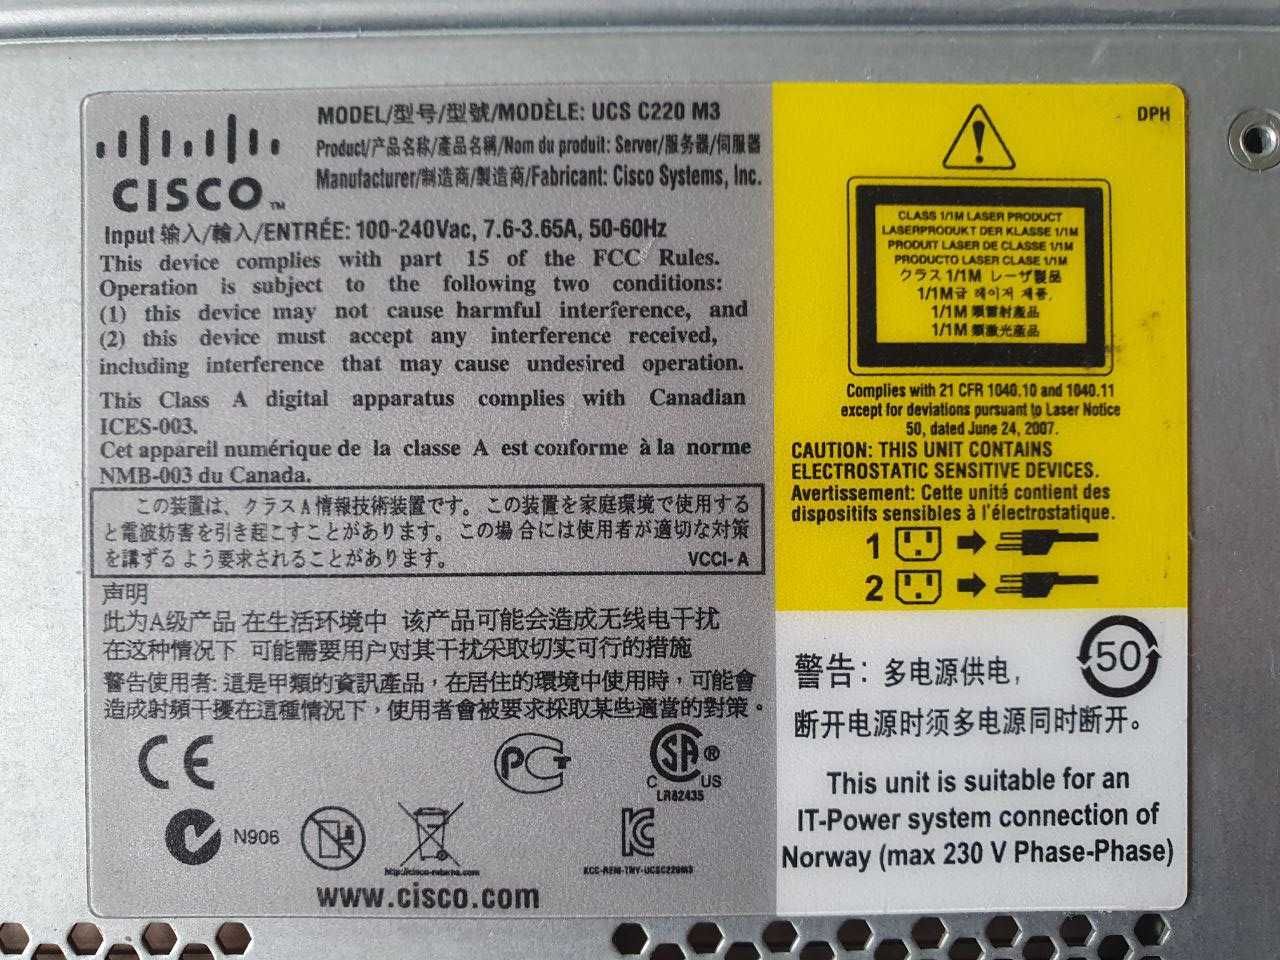 CISCO™
MODEL/型号/型號/MODÈLE: UCS C220 M3
Product/产品名称/產品名稱/Nom du produit: Server/服务器/伺服器
Manufacturer/制造商/製造商/Fabricant: Cisco Systems, Inc.
Input 输入/輸入/ENTRÉE: 100-240Vac, 7.6-3.65A, 50-60Hz
This device complies with part 15 of the FCC Rules.
Operation is subject to the following two conditions:
(1) this device may not cause harmful interference, and
(2) this device must accept any interference received,
including interference that may cause undesired operation.
This Class A digital apparatus complies with Canadian
ICES-003.
Cet appareil numérique de la classe A est conforme à la norme
NMB-003 du Canada.
この装置は、クラスA情報技術装置です。この装置を家庭環境で使用する
と電波妨害を引き起こすことがあります。この場合には使用者が適切な対策
を講ずるよう要求されることがあります。
VCCI-A
声明
此为A级产品 在生活环境中 该产品可能会造成无线电干扰
在这种情况下 可能需要用户对其干扰采取切实可行的措施
警告使用者: 這是甲類的資訊產品，在居住的環境中使用時，可能會
造成射頻干擾在這種情況下，使用者會被要求採取某些適當的對策。
CE
PCT
SA®
C US
LR82435
N906
http://cisco-returns.com
KC
KCC-REM-TNY-UCSC220M3
www.cisco.com
DPH
CLASS 1/1M LASER PRODUCT
LASERPRODUKT DER KLASSE 1/1M
PRODUIT LASER DE CLASSE 1/1M
PRODUCTO LASER CLASE 1/1M
クラス 1/1M レーザ製品
1/1M급 레이저 제품.
1/1M 類雷射產品
1/1M 類激光產品
Complies with 21 CFR 1040.10 and 1040.11
except for deviations pursuant to Laser Notice
50, dated June 24, 2007.
CAUTION: THIS UNIT CONTAINS
ELECTROSTATIC SENSITIVE DEVICES.
Avertissement: Cette unité contient des
dispositifs sensibles à l'électrostatique.
1
2
50
警告: 多电源供电,
断开电源时须多电源同时断开。
This unit is suitable for an
IT-Power system connection of
Norway (max 230 V Phase-Phase)